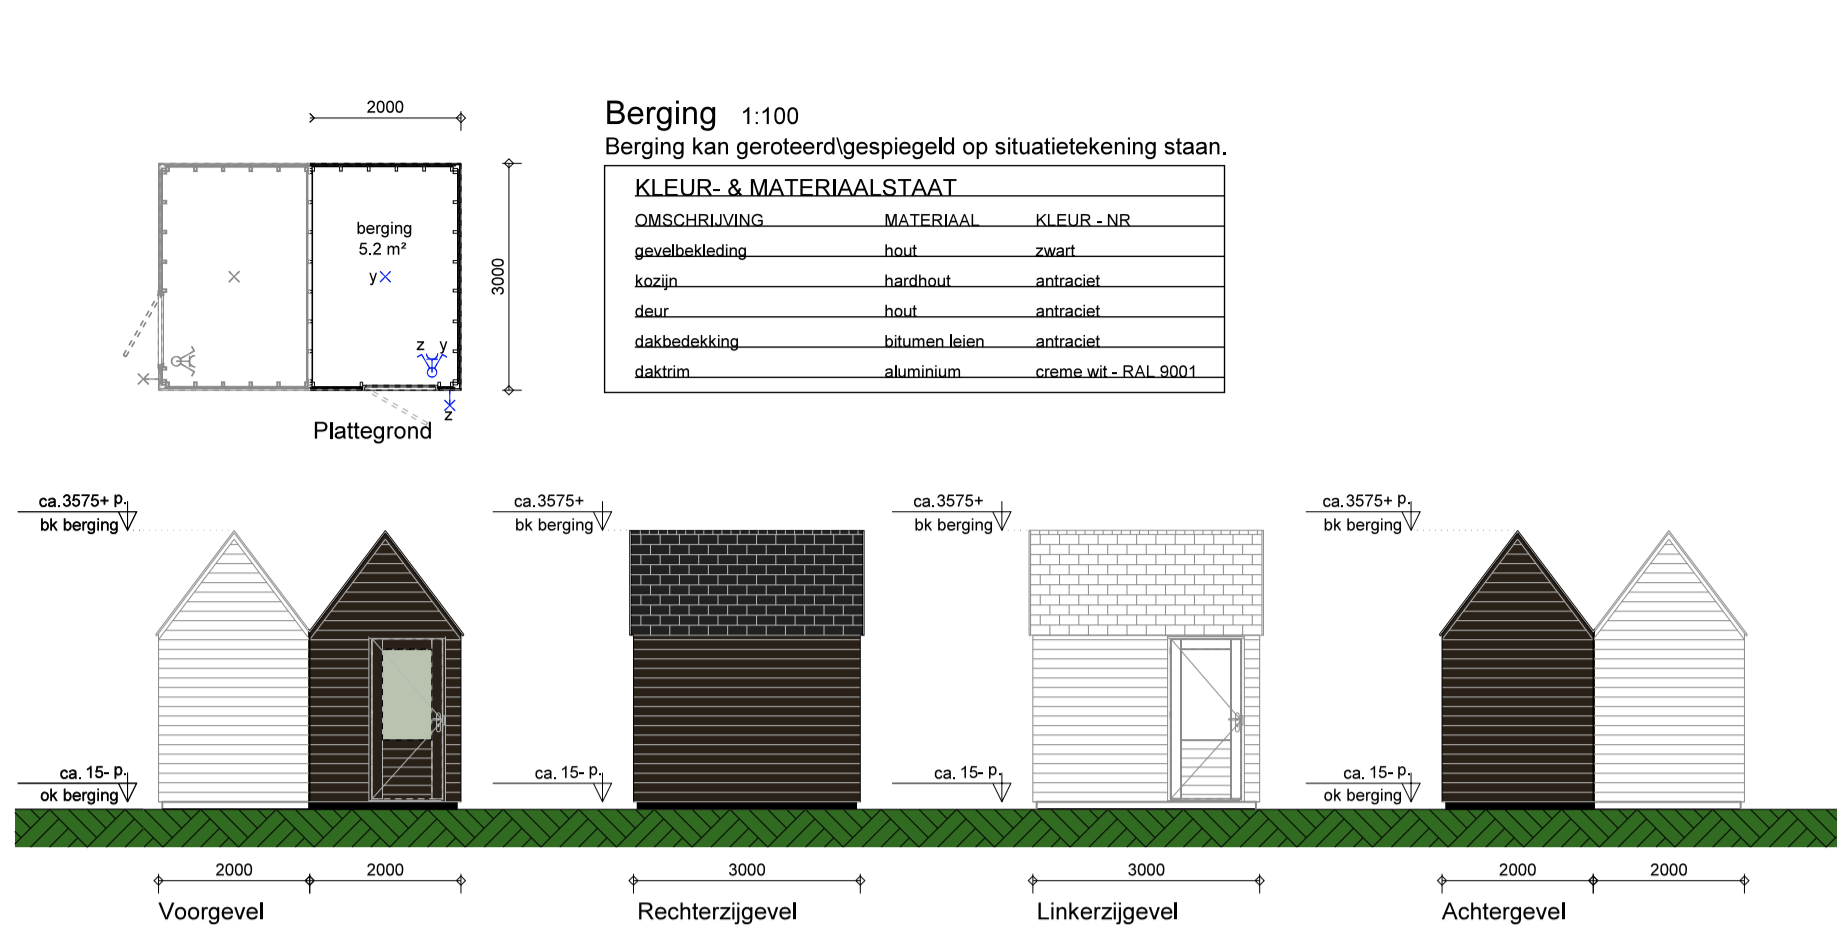 2000
Berging 1:100
Berging kan geroteerd\gespiegeld op situatietekening staan.
KLEUR- & MATERIAALSTAAT
OMSCHRIJVING MATERIAAL KLEUR - NR
gevelbekleding hout zwart
kozijn hardhout antraciet
deur hout antraciet
dakbedekking bitumen leien antraciet
daktrim aluminium creme wit - RAL 9001
berging
5.2 m²
y
3000
z y
z
Plattegrond
ca.3575+ p.
bk berging
ca.3575+
bk berging
ca.3575+
bk berging
ca.3575+ p.
bk berging
ca. 15- p.
ok berging
ca. 15- p.
ca. 15- p.
ca. 15- p.
ok berging
2000 2000
3000
3000
2000 2000
Voorgevel
Rechterzijgevel
Linkerzijgevel
Achtergevel